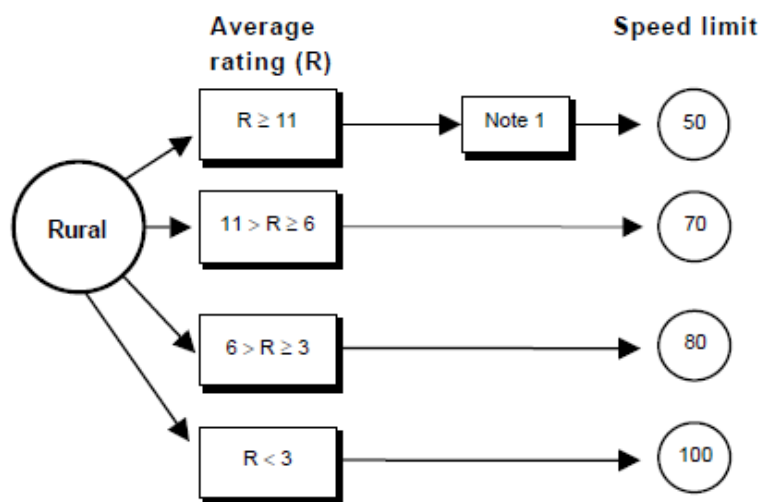 Average
rating (R)
Speed limit
R ≥ 11
Note 1
50
Rural
11 > R ≥ 6
70
6 > R ≥ 3
80
R < 3
100